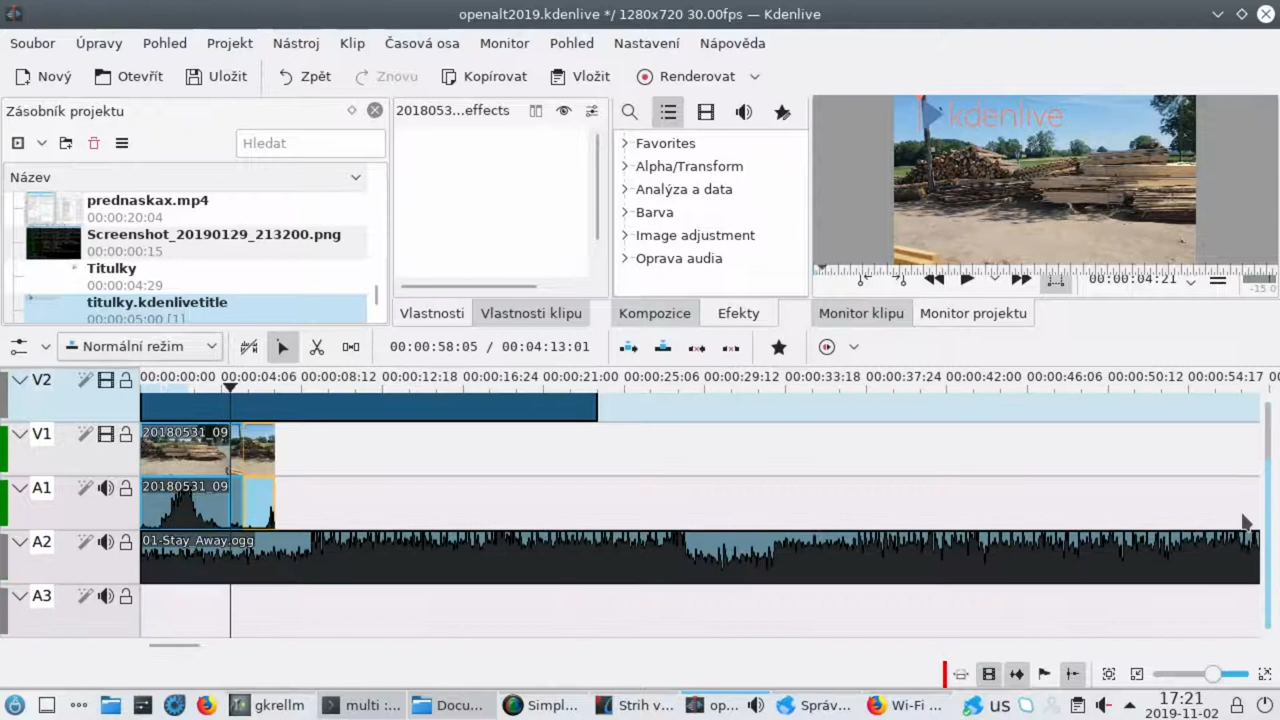 openalt2019.kdenlive */ 1280x720 30.00fps — Kdenlive
Soubor Úpravy Pohled Projekt Nástroj Klip Časová osa Monitor Pohled Nastavení Nápověda
Nový Otevřít Uložit Zpět Znovu Kopírovat Vložit Renderovat
Zásobník projektu
Hledat
Název
prednaskax.mp4
00:00:20:04
Screenshot_20190129_213200.png
00:00:00:15
Titulky
00:00:04:29
titulky.kdenlivetitle
00:00:05:00 [1]
2018053...effects
Vlastnosti Vlastnosti klipu
Favorites
Alpha/Transform
Analýza a data
Barva
Image adjustment
Oprava audia
Kompozice Efekty
kdenlive
00:00:04:21
-15 0
Monitor klipu Monitor projektu
Normální režim 00:00:58:05 / 00:04:13:01
00:00:00:00 00:00:04:06 00:00:08:12 00:00:12:18 00:00:16:24 00:00:21:00 00:00:25:06 00:00:29:12 00:00:33:18 00:00:37:24 00:00:42:00 00:00:46:06 00:00:50:12 00:00:54:17 00
V2
V1 20180531_09
A1 20180531_09
A2 01-Stay_Away.ogg
A3
gkrellm multi :... Docu... Simpl... Strih v... op... Správ... Wi-Fi ... us 17:21
2019-11-02